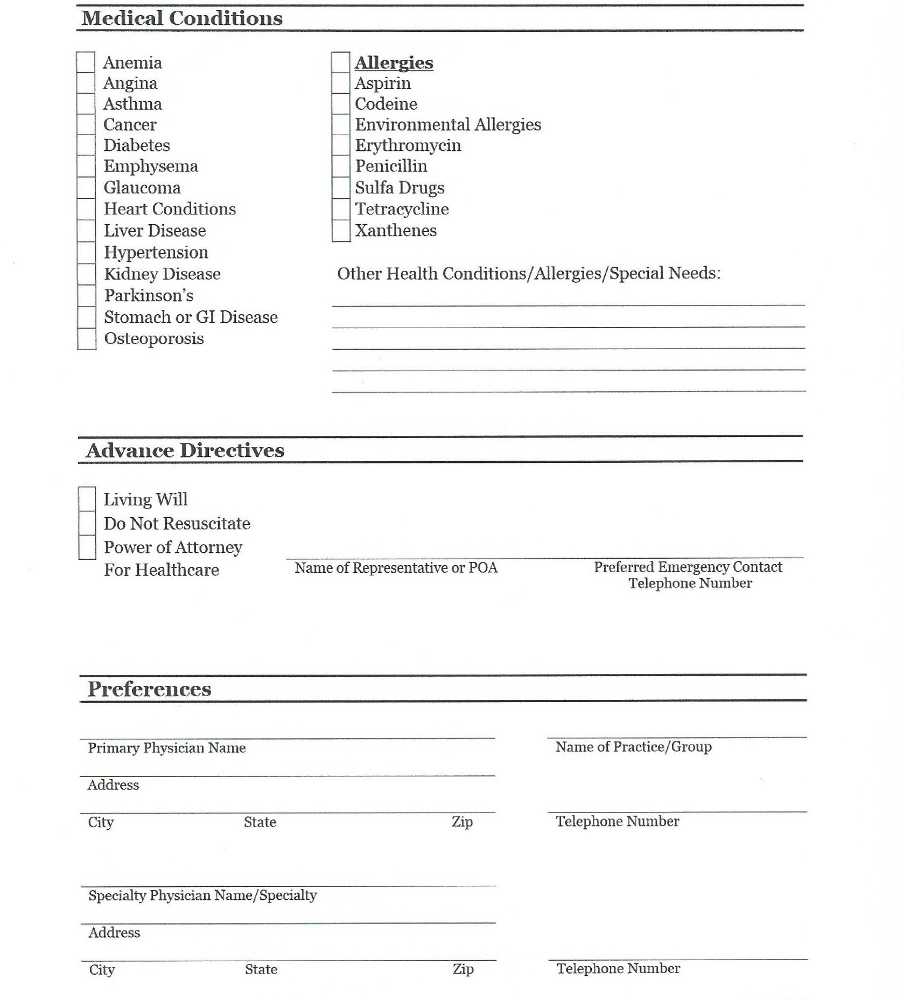 Medical Conditions
Anemia
Angina
Asthma
Cancer
Diabetes
Emphysema
Glaucoma
Heart Conditions
Liver Disease
Hypertension
Kidney Disease
Parkinson's
Stomach or GI Disease
Osteoporosis
Allergies
Aspirin
Codeine
Environmental Allergies
Erythromycin
Penicillin
Sulfa Drugs
Tetracycline
Xanthenes
Other Health Conditions/Allergies/Special Needs:
Advance Directives
Living Will
Do Not Resuscitate
Power of Attorney
For Healthcare
Name of Representative or POA
Preferred Emergency Contact
Telephone Number
Preferences
Primary Physician Name
Name of Practice/Group
Address
City State Zip
Telephone Number
Specialty Physician Name/Specialty
Address
City State Zip
Telephone Number